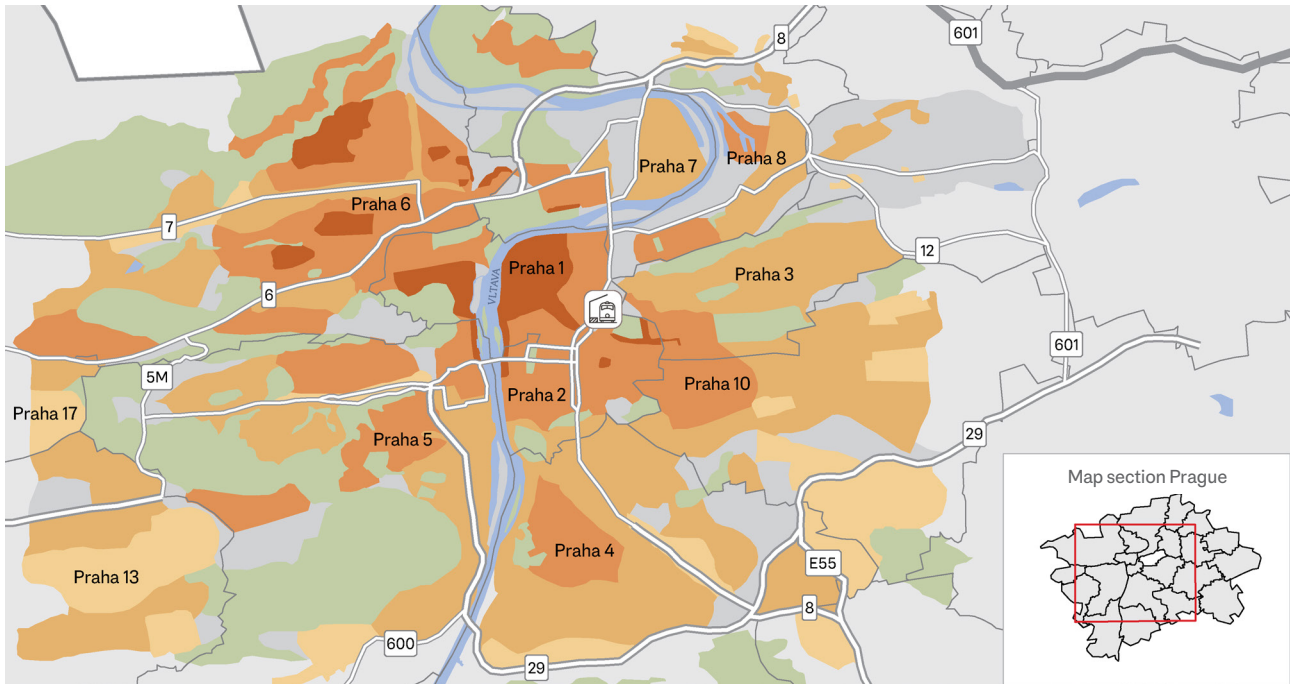 8
601
Praha 7
Praha 8
Praha 6
7
12
Praha 1
Praha 3
VLTAVA
6
601
5M
Praha 10
Praha 2
Praha 17
Praha 5
29
Map section Prague
Praha 4
E55
Praha 13
8
600
29